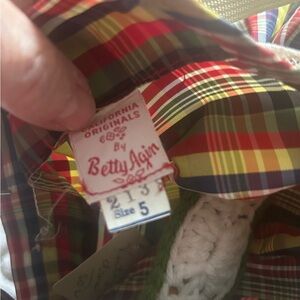 CALIFORNIA
ORIGINALS
By
Betty Agin
213
Size 5